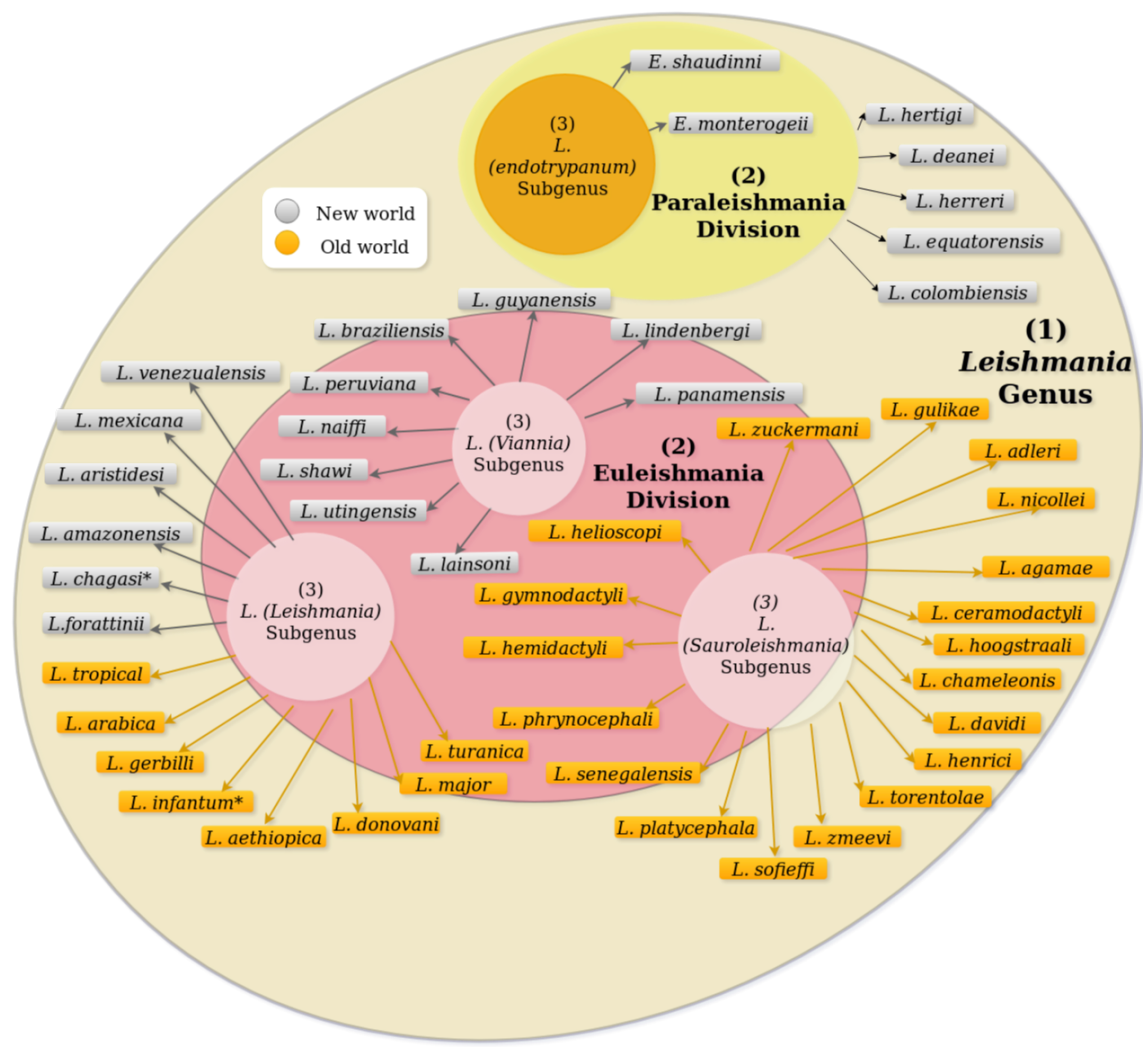 E. shaudinni
(3)
L.
(endotrypanum)
Subgenus
E. monterogeii
L. hertigi
L. deanei
L. herreri
L. equatorensis
L. colombiensis
(2)
Paraleishmania
Division
New world
Old world
(1)
Leishmania
Genus
L. guyanensis
L. braziliensis
L. lindenbergi
L. peruviana
L. panamensis
L. naiffi
L. shawi
L. utingensis
L. lainsoni
(3)
L. (Viannia)
Subgenus
(2)
Euleishmania
Division
L. venezualensis
L. mexicana
L. aristidesi
L. amazonensis
L. chagasi*
L.forattinii
(3)
L. (Leishmania)
Subgenus
L. tropical
L. arabica
L. gerbilli
L. infantum*
L. aethiopica
L. donovani
L. major
L. turanica
L. zuckermani
L. gulikae
L. adleri
L. nicollei
L. agamae
L. ceramodactyli
L. hoogstraali
L. chameleonis
L. davidi
L. henrici
L. torentolae
L. zmeevi
L. sofieffi
L. platycephala
L. senegalensis
L. phrynocephali
L. hemidactyli
L. gymnodactyli
L. helioscopi
(3)
L.
(Sauroleishmania)
Subgenus